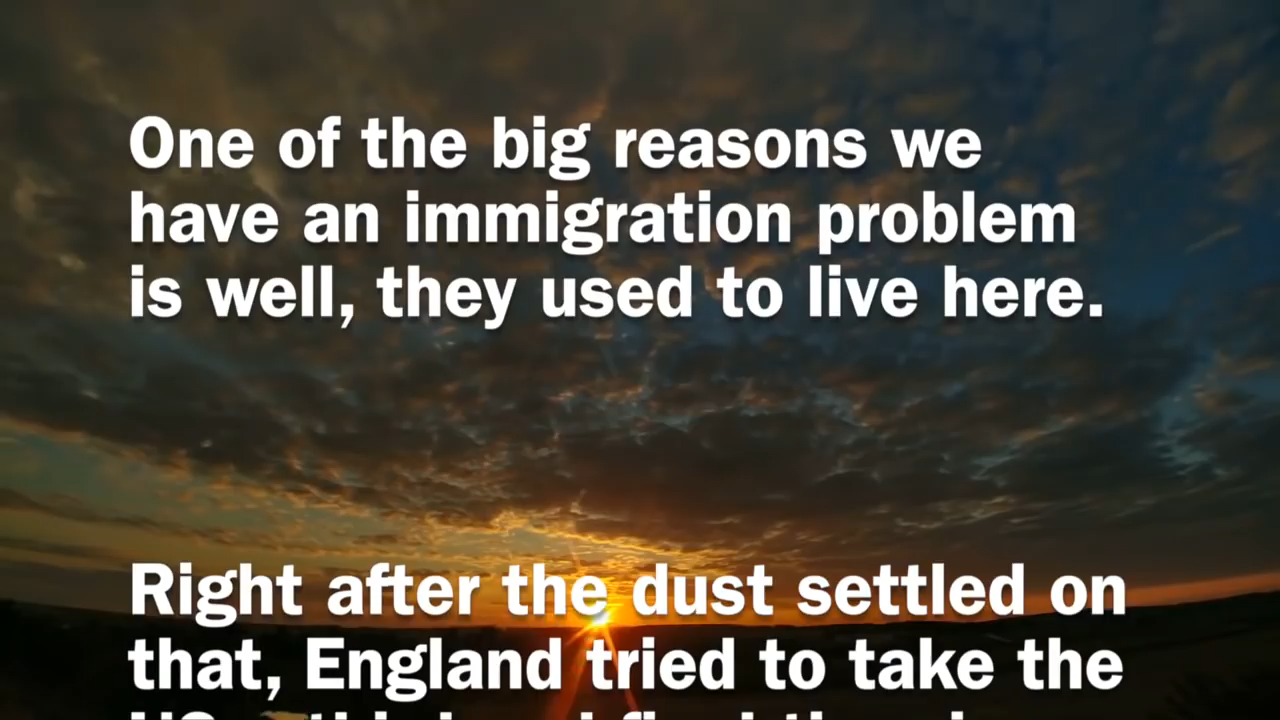 One of the big reasons we
have an immigration problem
is well, they used to live here.
Right after the dust settled on
that, England tried to take the